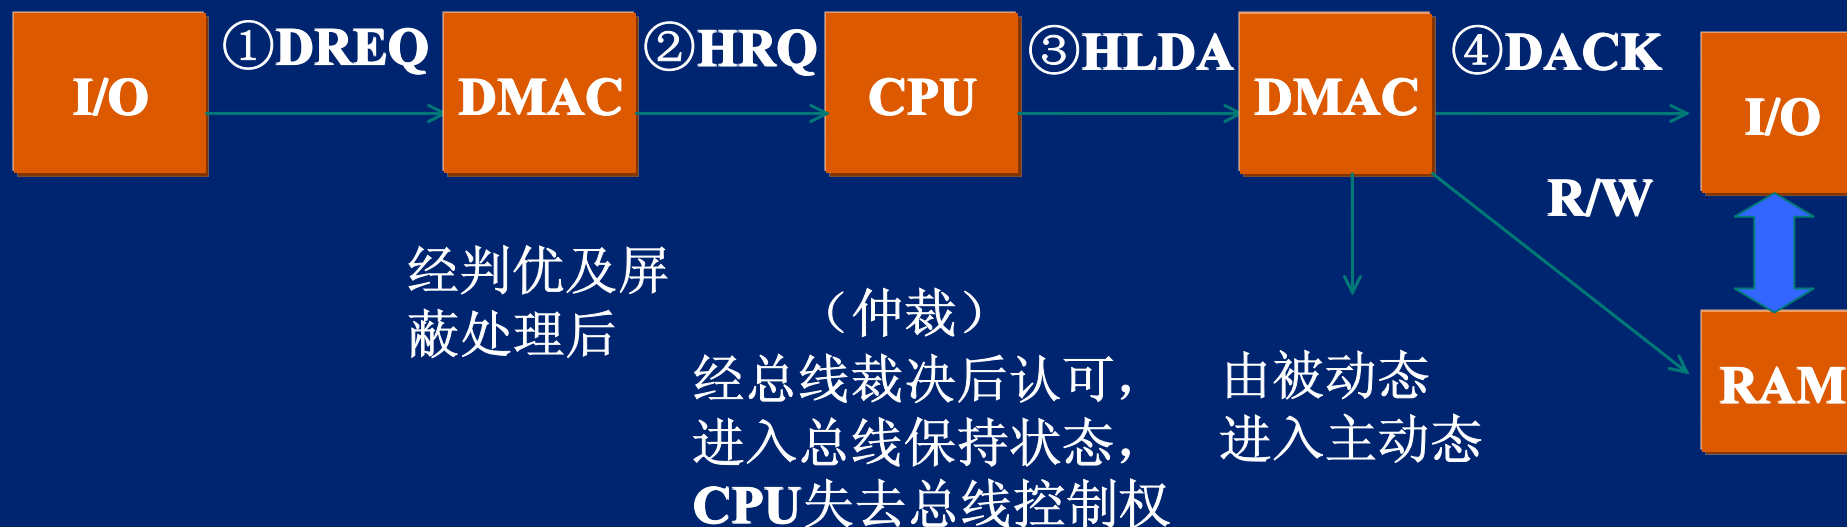 ①DREQ
②HRQ
③HLDA
④DACK
I/O
DMAC
CPU
DMAC
I/O
R/W
经判优及屏
蔽处理后
（仲裁）
经总线裁决后认可，
进入总线保持状态，
CPU失去总线控制权
由被动态
进入主动态
RAM